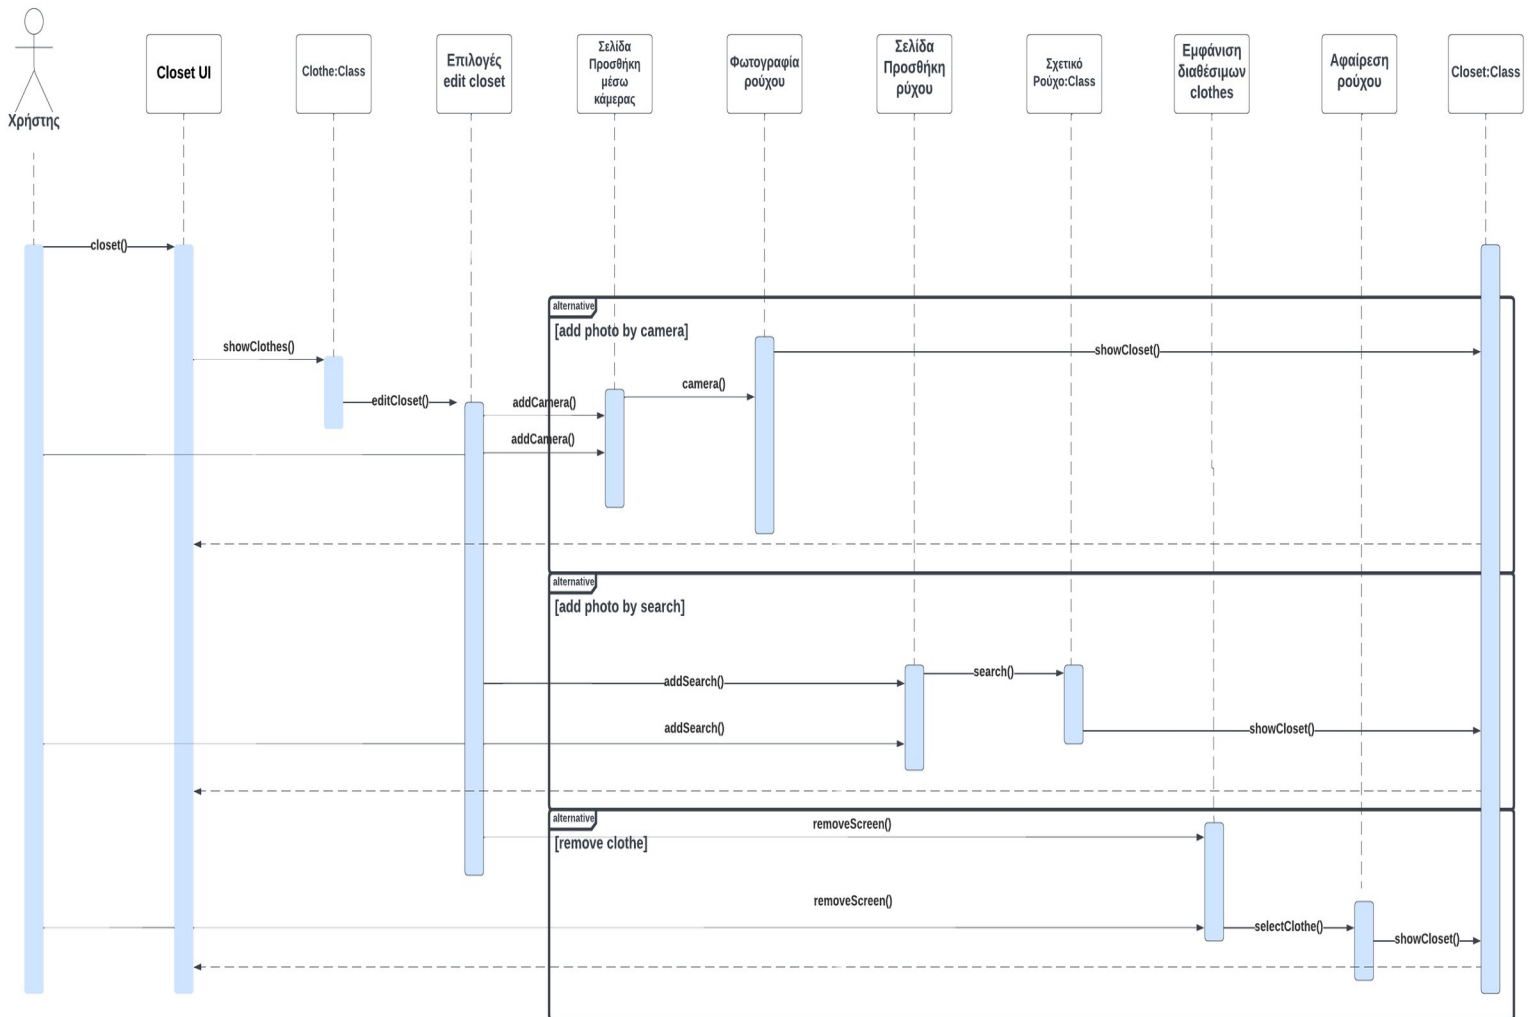 Χρήστης
Closet UI
Clothe:Class
Επιλογές
edit closet
Σελίδα
Προσθήκη
μέσω
κάμερας
Φωτογραφία
ρούχου
Σελίδα
Προσθήκη
ρύχου
Σχετικό
Ρούχο:Class
Εμφάνιση
διαθέσιμων
clothes
Αφαίρεση
ρούχου
Closet:Class
closet()
alternative
[add photo by camera]
showClothes()
showCloset()
camera()
editCloset()
addCamera()
addCamera()
alternative
[add photo by search]
search()
addSearch()
addSearch()
showCloset()
alternative
removeScreen()
[remove clothe]
removeScreen()
selectClothe()
showCloset()